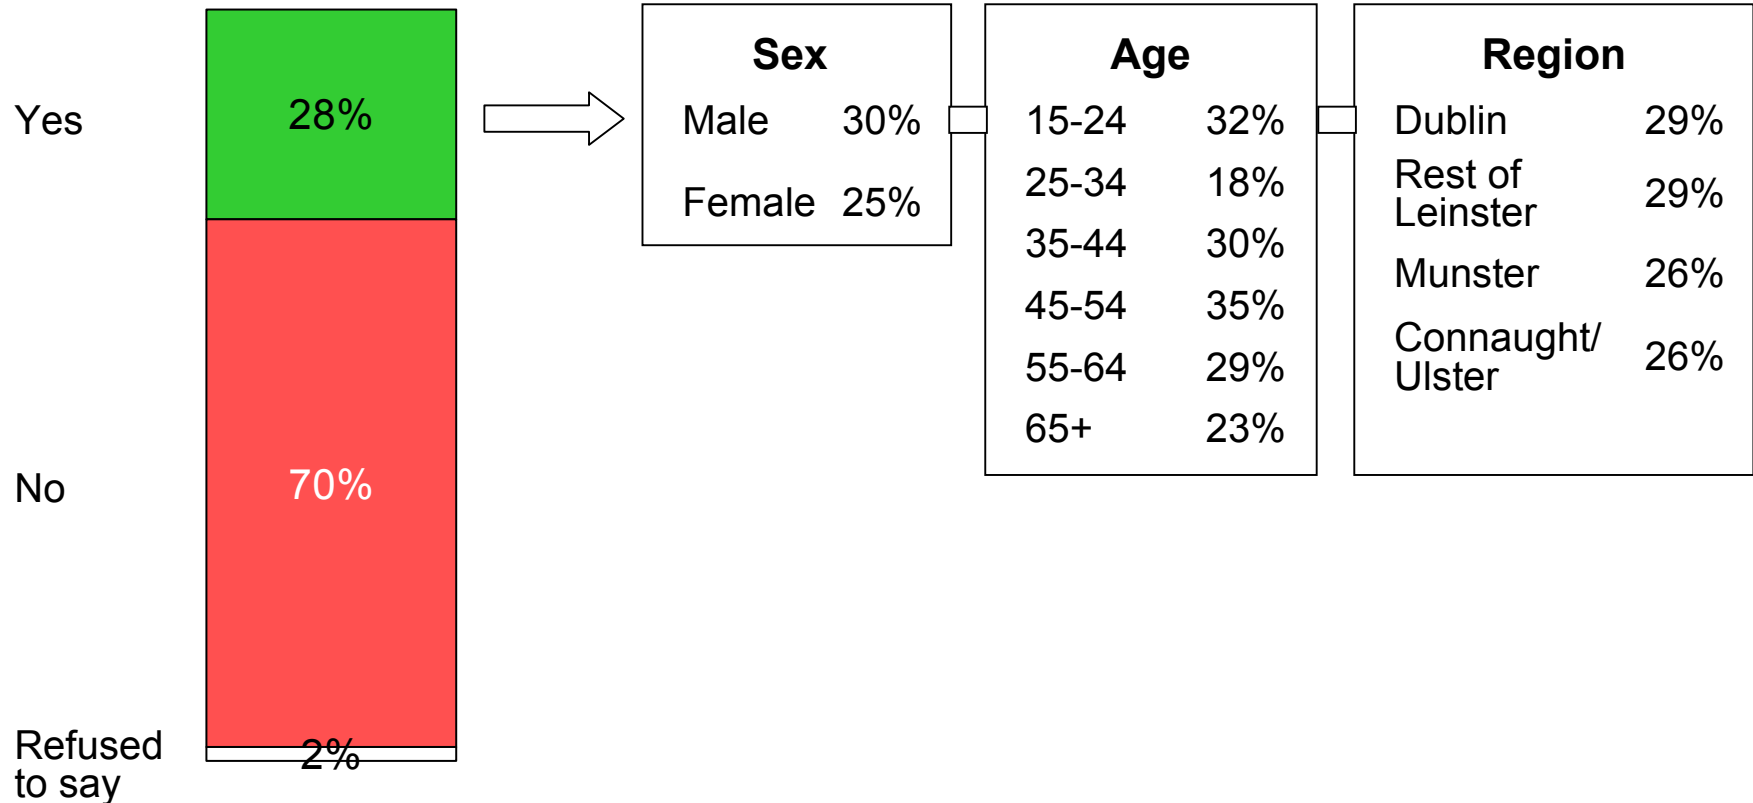 Yes
28%
No
70%
Refused
to say
2%
Sex
Male 30%
Female 25%
Age
15-24 32%
25-34 18%
35-44 30%
45-54 35%
55-64 29%
65+ 23%
Region
Dublin 29%
Rest of
Leinster 29%
Munster 26%
Connaught/
Ulster 26%